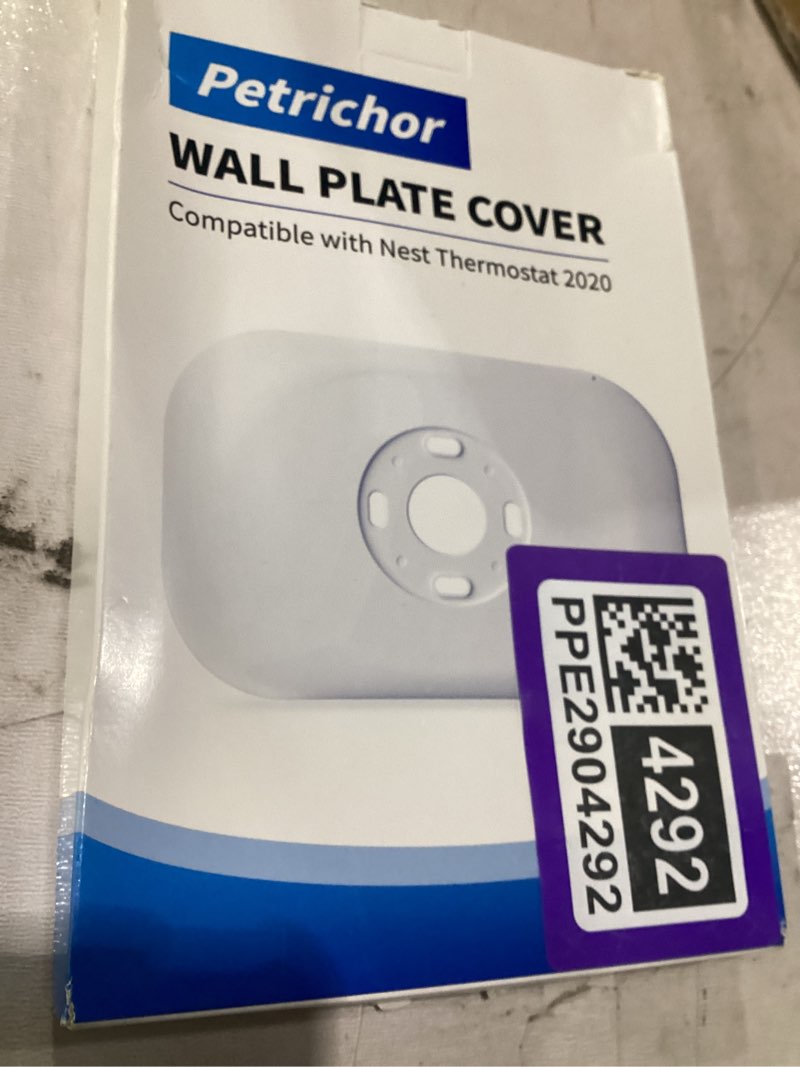 Petrichor
WALL PLATE COVER
Compatible with Nest Thermostat 2020
4292
PPE2904292